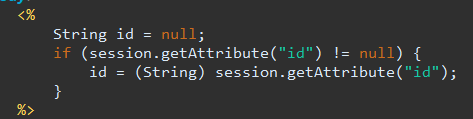 <%
String id = null;
if (session.getAttribute("id") != null) {
id = (String) session.getAttribute("id");
}
%>